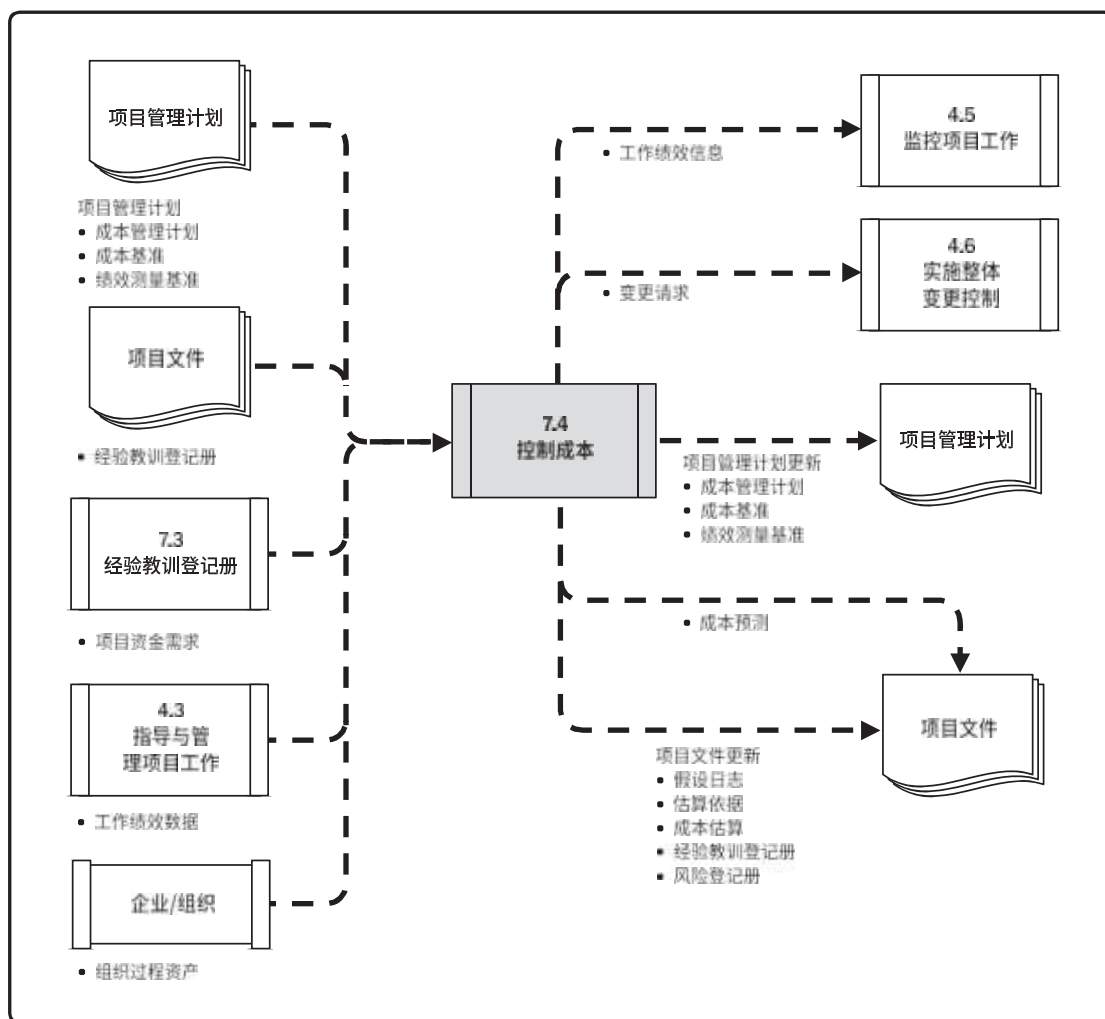 项目管理计划
项目管理计划
• 成本管理计划
• 成本基准
• 绩效测量基准
项目文件
▪ 经验教训登记册
7.3
经验教训登记册
• 项目资金需求
4.3
指导与管
理项目工作
• 工作绩效数据
企业/组织
• 组织过程资产
7.4
控制成本
• 工作绩效信息
4.5
监控项目工作
• 变更请求
4.6
实施整体
变更控制
项目管理计划更新
• 成本管理计划
• 成本基准
• 绩效测量基准
项目管理计划
• 成本预测
项目文件
项目文件更新
• 假设日志
• 估算依据
• 成本估算
▪ 经验教训登记册
▪ 风险登记册